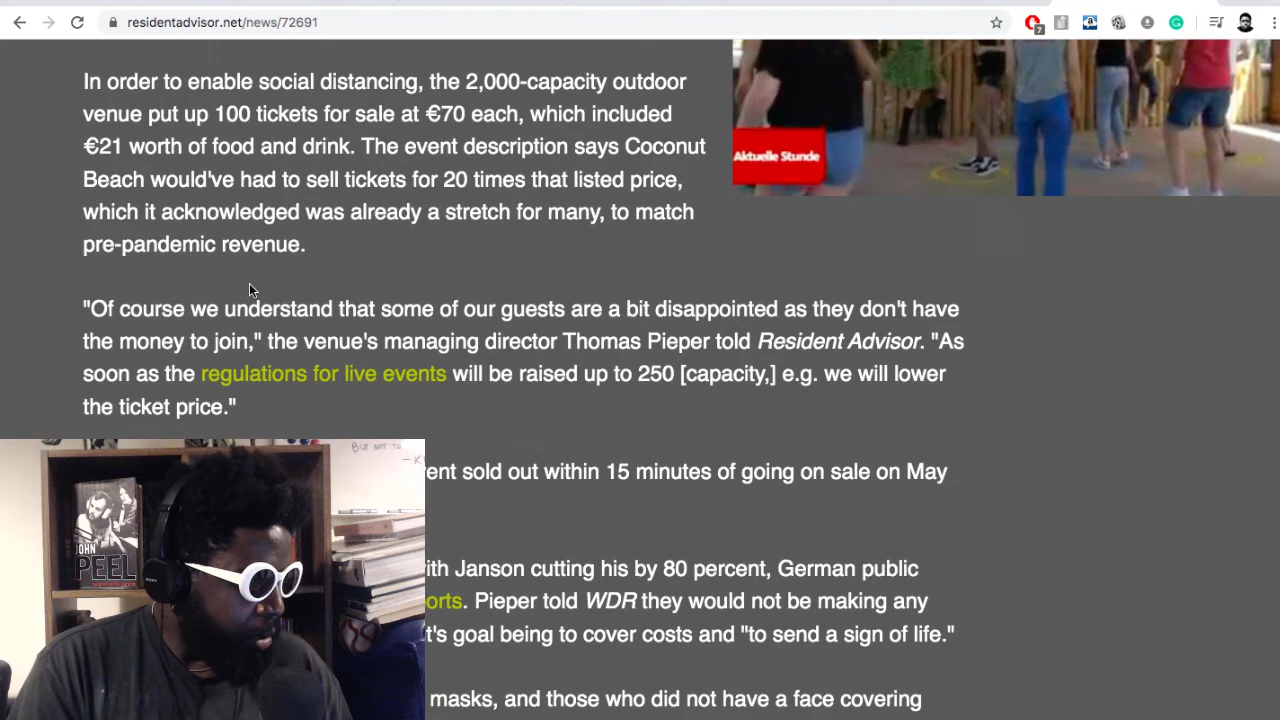 residentadvisor.net/news/72691
7
In order to enable social distancing, the 2,000-capacity outdoor
venue put up 100 tickets for sale at €70 each, which included
€21 worth of food and drink. The event description says Coconut
Beach would've had to sell tickets for 20 times that listed price,
which it acknowledged was already a stretch for many, to match
pre-pandemic revenue.
Aktuelle Stunde
"Of course we understand that some of our guests are a bit disappointed as they don't have
the money to join," the venue's managing director Thomas Pieper told Resident Advisor. "As
soon as the regulations for live events will be raised up to 250 [capacity,] e.g. we will lower
the ticket price."
ent sold out within 15 minutes of going on sale on May
ith Janson cutting his by 80 percent, German public
orts. Pieper told WDR they would not be making any
t's goal being to cover costs and "to send a sign of life."
masks, and those who did not have a face covering
BUT NOT TO
JOHN
PEEL
SONY